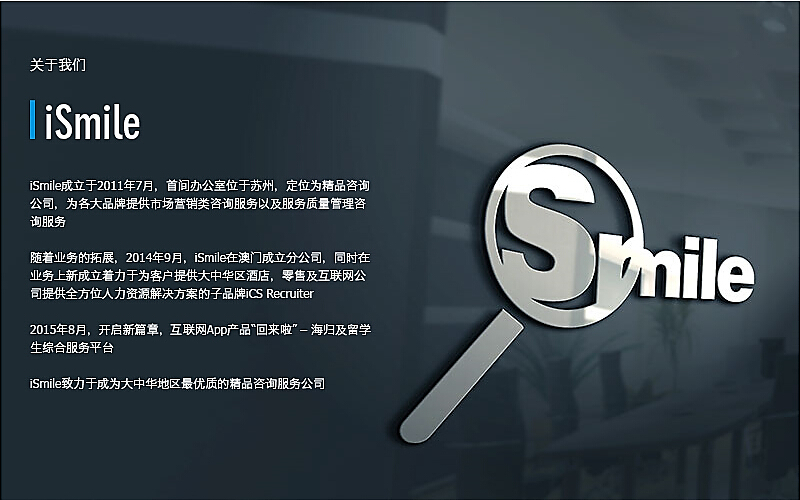 关于我们
iSmile
iSmile成立于2011年7月，首间办公室位于苏州，定位为精品咨询
公司，为各大品牌提供市场营销类咨询服务以及服务质量管理咨
询服务
随着业务的拓展，2014年9月，iSmile在澳门成立分公司，同时在
业务上新成立着力于为客户提供大中华区酒店，零售及互联网公
司提供全方位人力资源解决方案的子品牌iCS Recruiter
2015年8月，开启新篇章，互联网App产品“回来啦” – 海归及留学
生综合服务平台
iSmile致力于成为大中华地区最优质的精品咨询服务公司
Smile